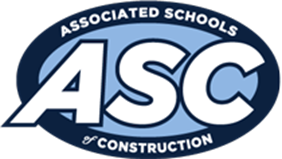 ASSOCIATED SCHOOLS
ASC
of CONSTRUCTION